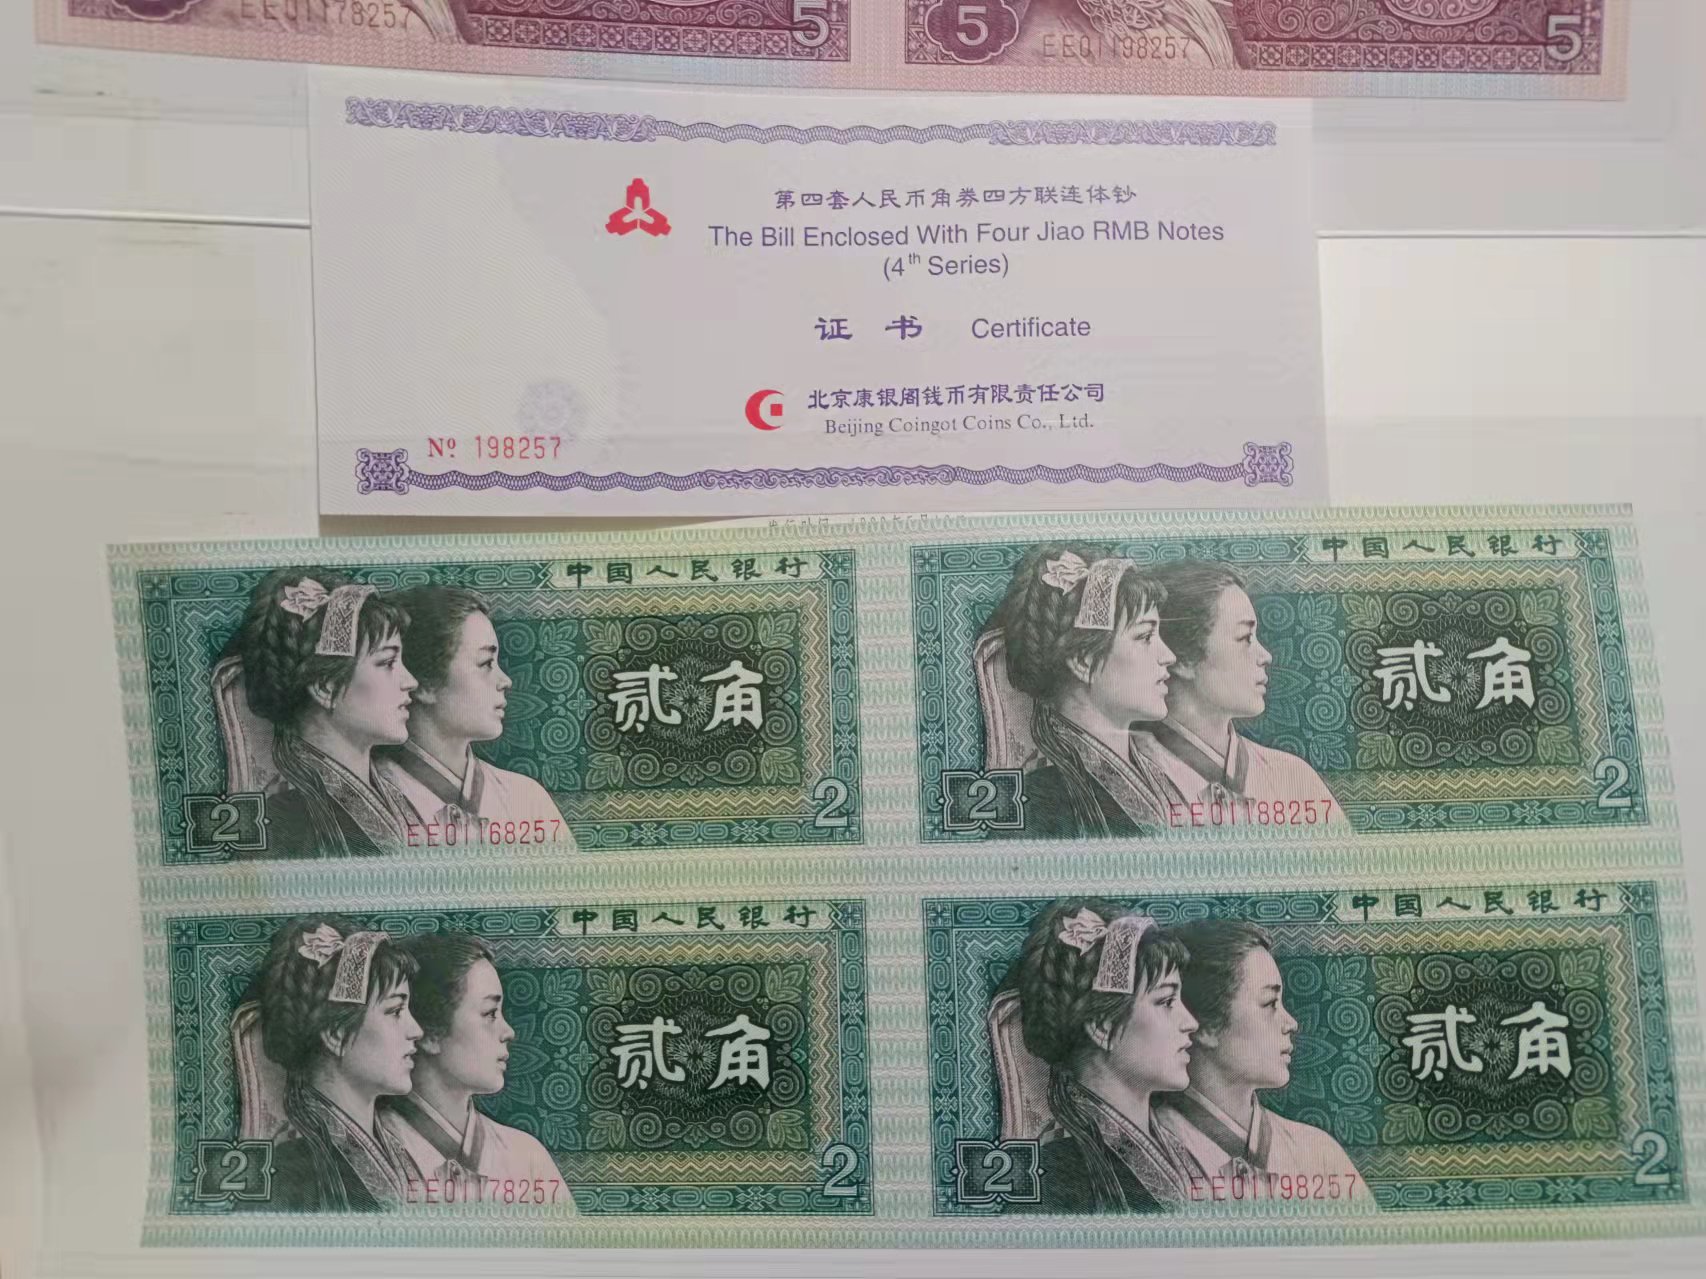 EE01178257
5
5
EE01198257
5
第四套人民币角券四方联连体钞
The Bill Enclosed With Four Jiao RMB Notes
(4th Series)
证书 Certificate
北京康银阁钱币有限责任公司
Beijing Coingot Coins Co., Ltd.
Nº 198257
中国人民银行
贰角
2
EE01168257
2
中国人民银行
贰角
2
EE01188257
2
中国人民银行
贰角
2
EE01178257
2
中国人民银行
贰角
2
EE01198257
2